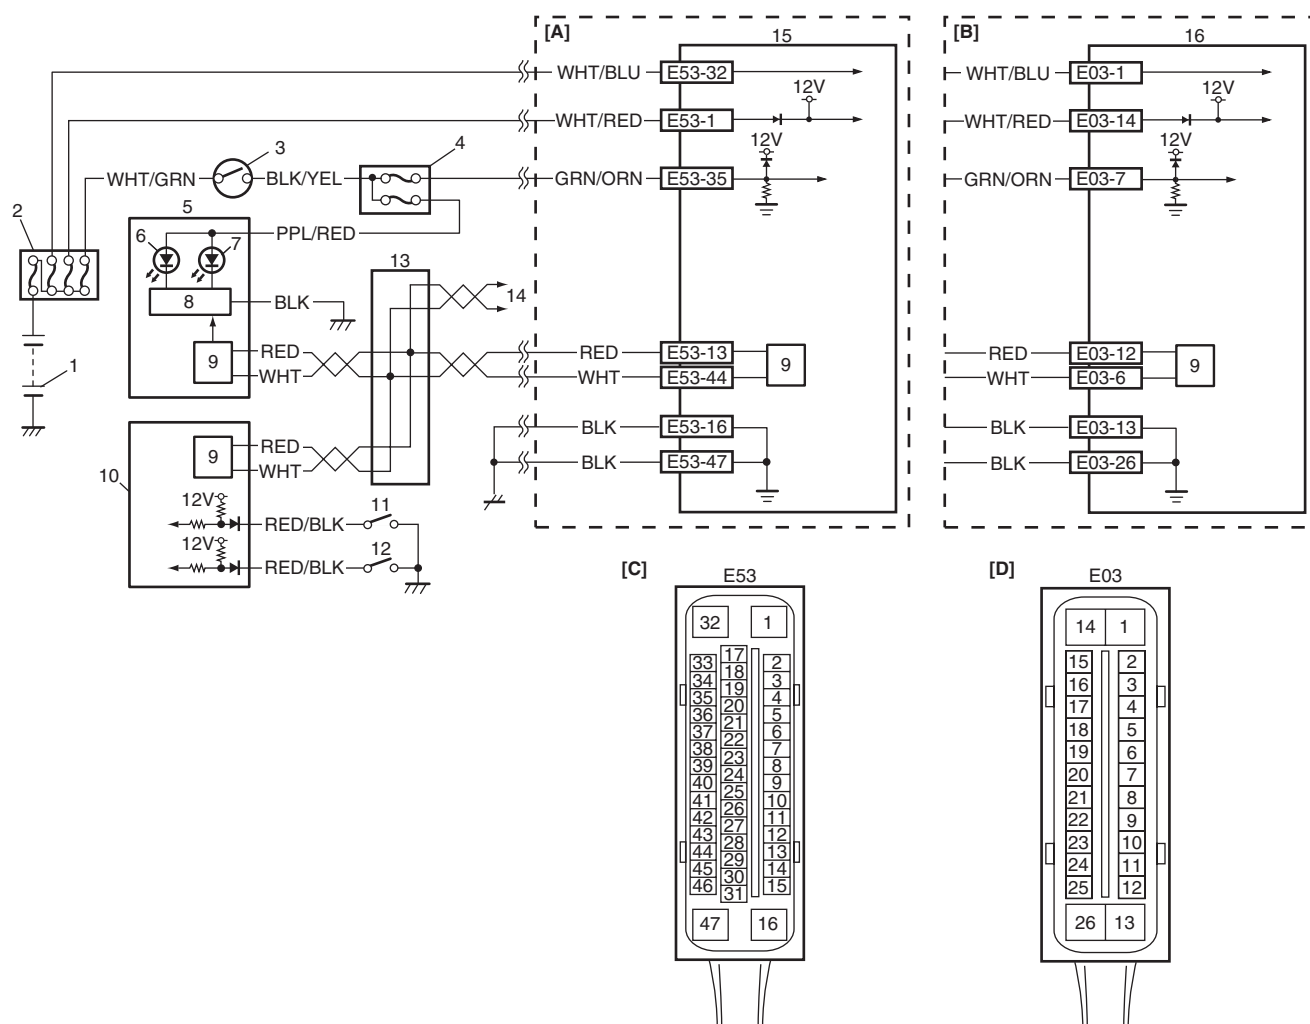 [A]
15
[B]
16
WHT/BLU
E53-32
WHT/BLU
E03-1
12V
12V
WHT/RED
E53-1
WHT/RED
E03-14
12V
12V
3
4
WHT/GRN
BLK/YEL
GRN/ORN
E53-35
GRN/ORN
E03-7
2
5
6
7
PPL/RED
13
8
BLK
14
9
RED
WHT
RED
E53-13
WHT
E53-44
9
RED
E03-12
WHT
E03-6
9
1
BLK
E53-16
BLK
E53-47
BLK
E03-13
BLK
E03-26
10
9
RED
WHT
12V
RED/BLK
11
12V
RED/BLK
12
[C]
E53
32
1
17
18
19
20
21
22
23
24
25
26
27
28
29
30
31
33
34
35
36
37
38
39
40
41
42
43
44
45
46
2
3
4
5
6
7
8
9
10
11
12
13
14
15
47
16
[D]
E03
14
1
15
2
16
3
17
4
18
5
19
6
20
7
21
8
22
9
23
10
24
11
25
12
26
13